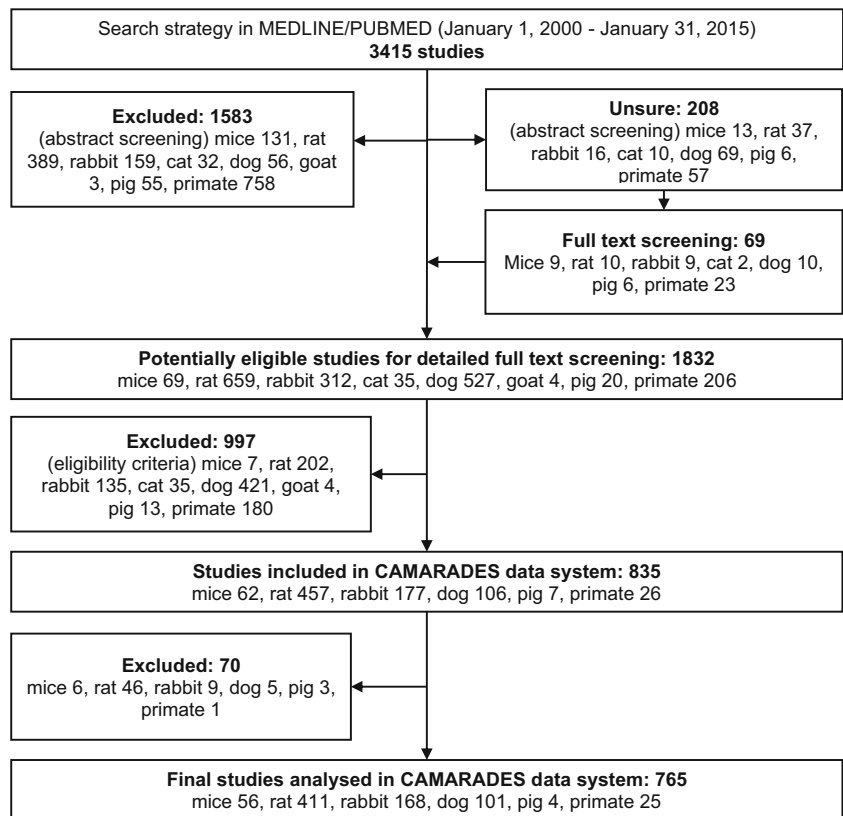 Search strategy in MEDLINE/PUBMED (January 1, 2000 - January 31, 2015)
3415 studies
Excluded: 1583
(abstract screening) mice 131, rat
389, rabbit 159, cat 32, dog 56, goat
3, pig 55, primate 758
Unsure: 208
(abstract screening) mice 13, rat 37,
rabbit 16, cat 10, dog 69, pig 6,
primate 57
Full text screening: 69
Mice 9, rat 10, rabbit 9, cat 2, dog 10,
pig 6, primate 23
Potentially eligible studies for detailed full text screening: 1832
mice 69, rat 659, rabbit 312, cat 35, dog 527, goat 4, pig 20, primate 206
Excluded: 997
(eligibility criteria) mice 7, rat 202,
rabbit 135, cat 35, dog 421, goat 4,
pig 13, primate 180
Studies included in CAMARADES data system: 835
mice 62, rat 457, rabbit 177, dog 106, pig 7, primate 26
Excluded: 70
mice 6, rat 46, rabbit 9, dog 5, pig 3,
primate 1
Final studies analysed in CAMARADES data system: 765
mice 56, rat 411, rabbit 168, dog 101, pig 4, primate 25